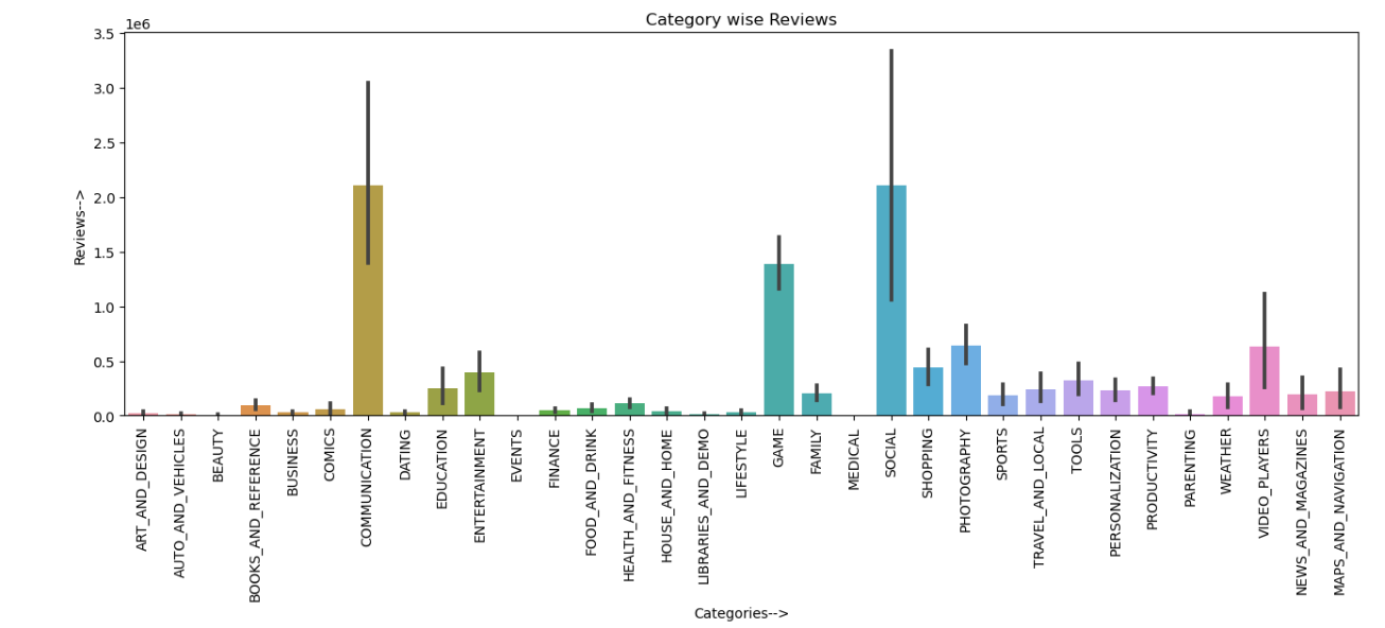 Category wise Reviews
1e6
3.5
3.0
2.5
2.0
1.5
1.0
0.5
0.0
Reviews-->
ART_AND_DESIGN
AUTO_AND_VEHICLES
BEAUTY
BOOKS_AND_REFERENCE
BUSINESS
COMICS
COMMUNICATION
DATING
EDUCATION
ENTERTAINMENT
EVENTS
FINANCE
FOOD_AND_DRINK
HEALTH_AND_FITNESS
HOUSE_AND_HOME
LIBRARIES_AND_DEMO
LIFESTYLE
GAME
FAMILY
MEDICAL
SOCIAL
SHOPPING
PHOTOGRAPHY
SPORTS
TRAVEL_AND_LOCAL
TOOLS
PERSONALIZATION
PRODUCTIVITY
PARENTING
WEATHER
VIDEO_PLAYERS
NEWS_AND_MAGAZINES
MAPS_AND_NAVIGATION
Categories-->